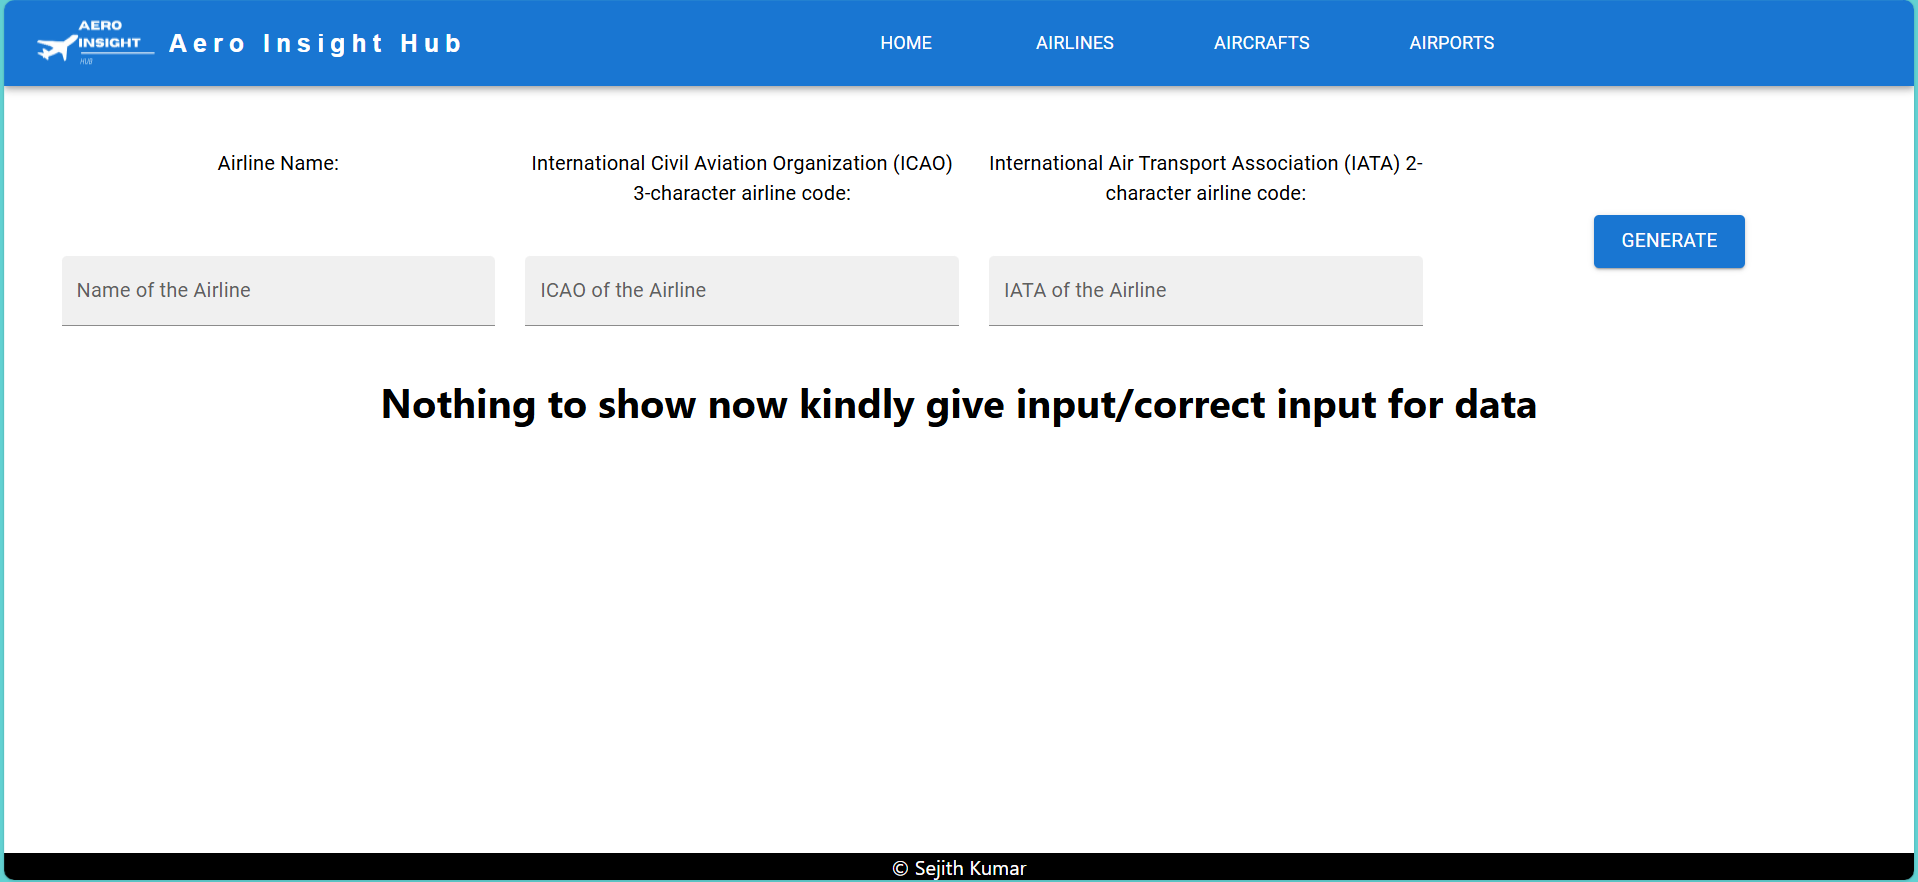 AERO
INSIGHT
HUB
Aero Insight Hub
HOME
AIRLINES
AIRCRAFTS
AIRPORTS
Airline Name:
International Civil Aviation Organization (ICAO)
3-character airline code:
International Air Transport Association (IATA) 2-
character airline code:
GENERATE
Name of the Airline
ICAO of the Airline
IATA of the Airline
Nothing to show now kindly give input/correct input for data
© Sejith Kumar